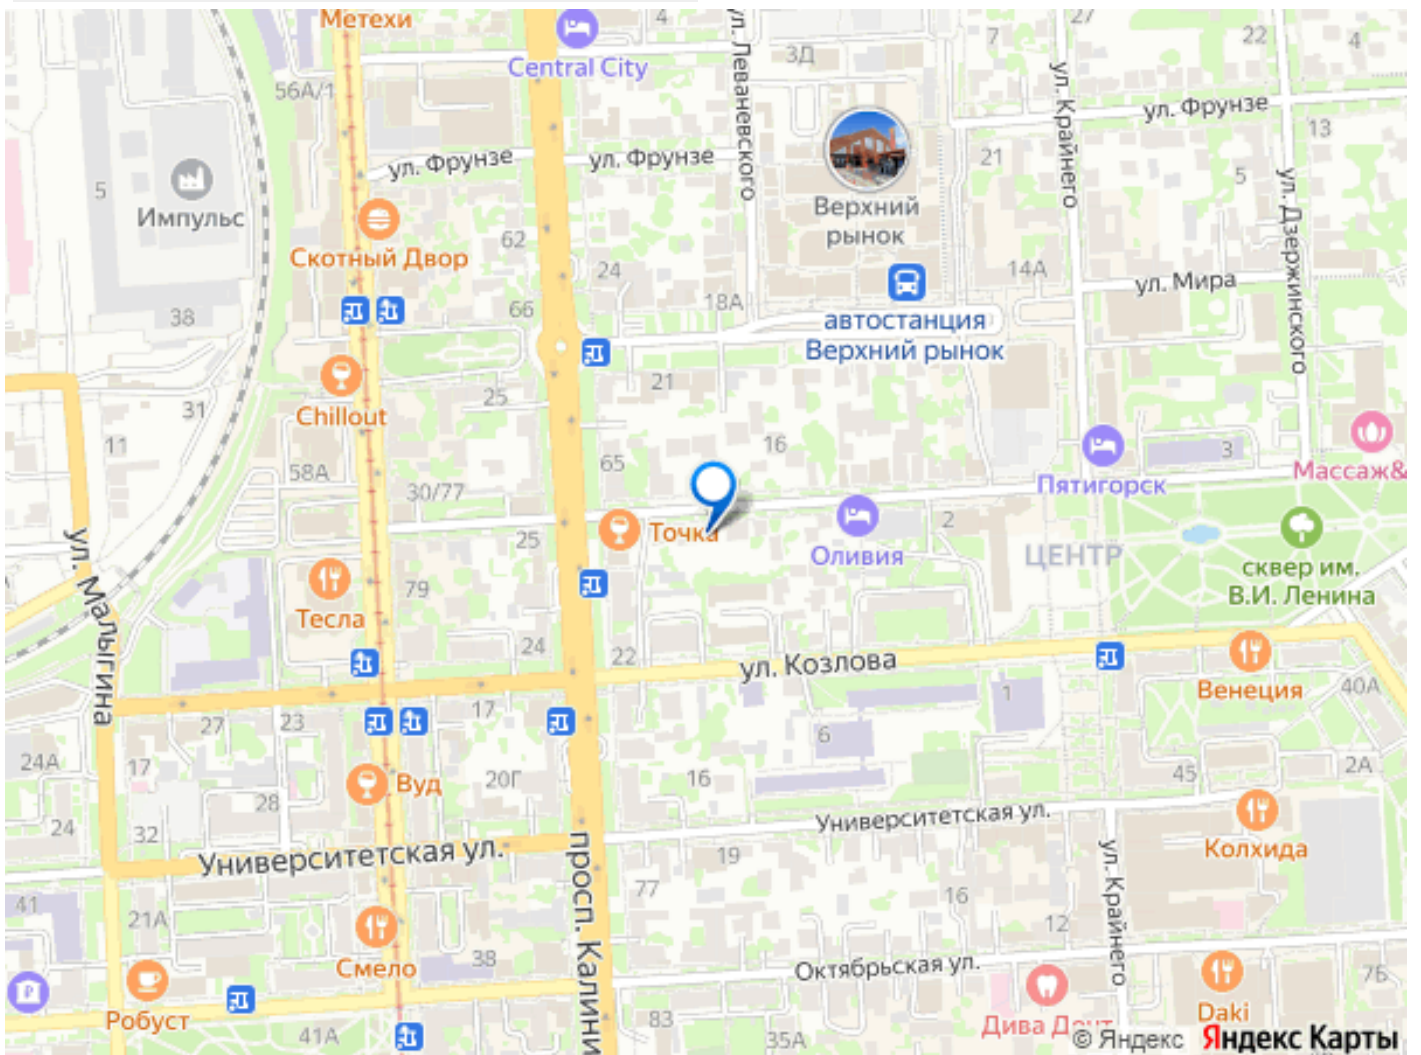 Метехи
4
27
22
4
7
3Д
Central City
56А/1
ул. Леваневского
ул. Крайнего
ул. Фрунзе
13
ул. Фрунзе
ул. Фрунзе
21
5
5
Импульс
Верхний
рынок
ул. Дзержинского
62
Скотный Двор
24
14А
ул. Мира
18А
66
38
автостанция
Верхний рынок
21
25
31
Chillout
11
16
3
65
58А
30/77
Пятигорск
Массаж&
Точка
25
2
Оливия
ЦЕНТР
сквер им.
В.И. Ленина
ул. Малыгина
79
Тесла
24
22
ул. Козлова
Венеция
40А
1
17
23
27
6
24А
17
20Г
16
45
2А
Вуд
28
24
32
Университетская ул.
Университетская ул.
Колхида
19
просп. Калини
ул. Крайнего
77
16
41
21А
12
38
Смело
Октябрьская ул.
7Б
Робуст
83
41А
35А
Дива Дент
Daki
© Яндекс Яндекс Карты